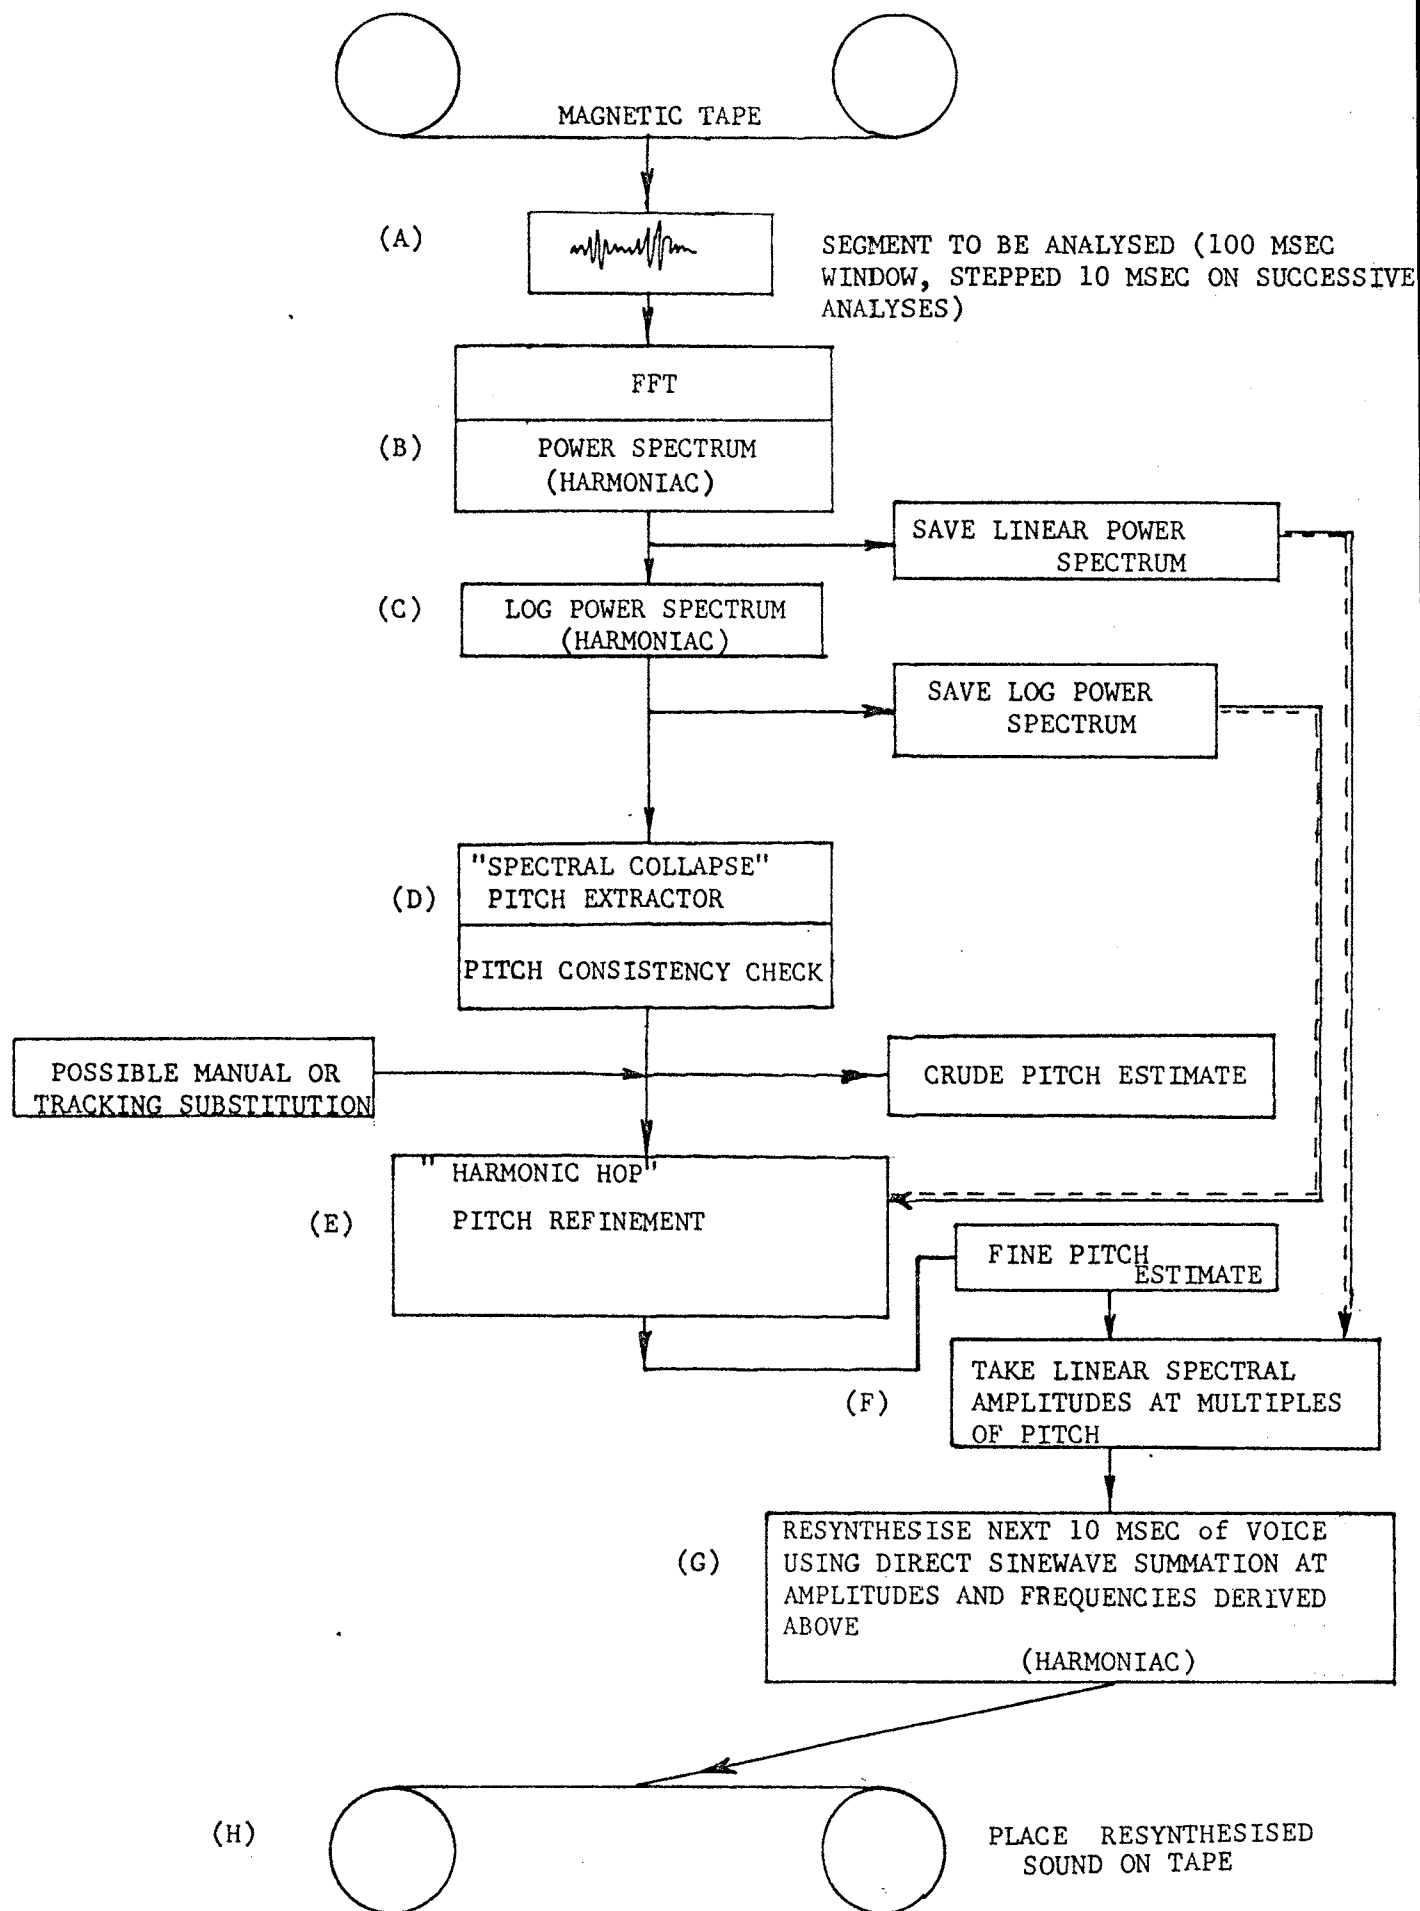 MAGNETIC TAPE
(A)
SEGMENT TO BE ANALYSED (100 MSEC
WINDOW, STEPPED 10 MSEC ON SUCCESSIVE
ANALYSES)
FFT
(B)
POWER SPECTRUM
(HARMONIAC)
SAVE LINEAR POWER
SPECTRUM
(C)
LOG POWER SPECTRUM
(HARMONIAC)
SAVE LOG POWER
SPECTRUM
(D)
"SPECTRAL COLLAPSE"
PITCH EXTRACTOR
PITCH CONSISTENCY CHECK
POSSIBLE MANUAL OR
TRACKING SUBSTITUTION
CRUDE PITCH ESTIMATE
(E)
" HARMONIC HOP"
PITCH REFINEMENT
FINE PITCH
ESTIMATE
(F)
TAKE LINEAR SPECTRAL
AMPLITUDES AT MULTIPLES
OF PITCH
(G)
RESYNTHESISE NEXT 10 MSEC of VOICE
USING DIRECT SINEWAVE SUMMATION AT
AMPLITUDES AND FREQUENCIES DERIVED
ABOVE
(HARMONIAC)
(H)
PLACE RESYNTHESISED
SOUND ON TAPE